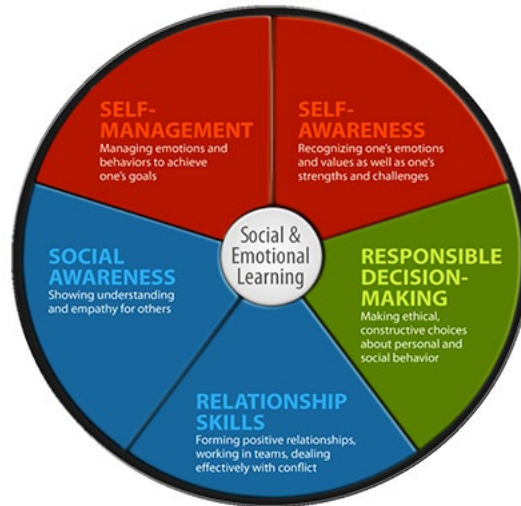 SELF-
MANAGEMENT
Managing emotions and
behaviors to achieve
one's goals
SELF-
AWARENESS
Recognizing one's emotions
and values as well as one's
strengths and challenges
SOCIAL
AWARENESS
Showing understanding
and empathy for others
Social &
Emotional
Learning
RESPONSIBLE
DECISION-
MAKING
Making ethical,
constructive choices
about personal and
social behavior
RELATIONSHIP
SKILLS
Forming positive relationships,
working in teams, dealing
effectively with conflict